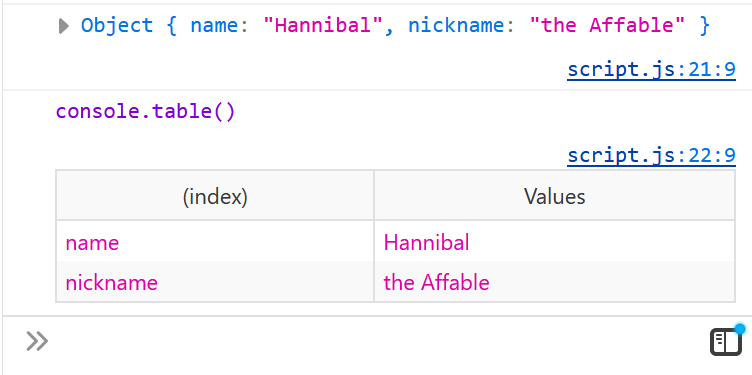 Object { name: "Hannibal", nickname: "the Affable" }
script.js:21:9
console.table()
script.js:22:9
(index) Values
name Hannibal
nickname the Affable